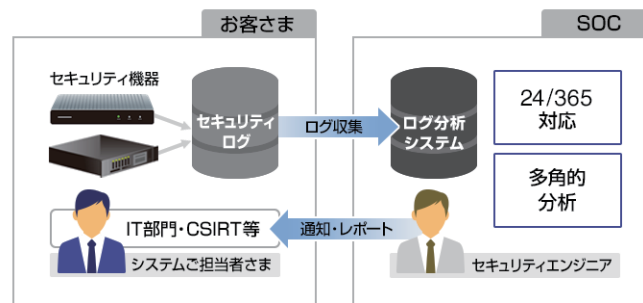 お客さま
SOC
セキュリティ機器
セキュリティ
ログ
ログ収集
ログ分析
システム
24/365
対応
多角的
分析
IT部門・CSIRT等
通知・レポート
システムご担当者さま
セキュリティエンジニア